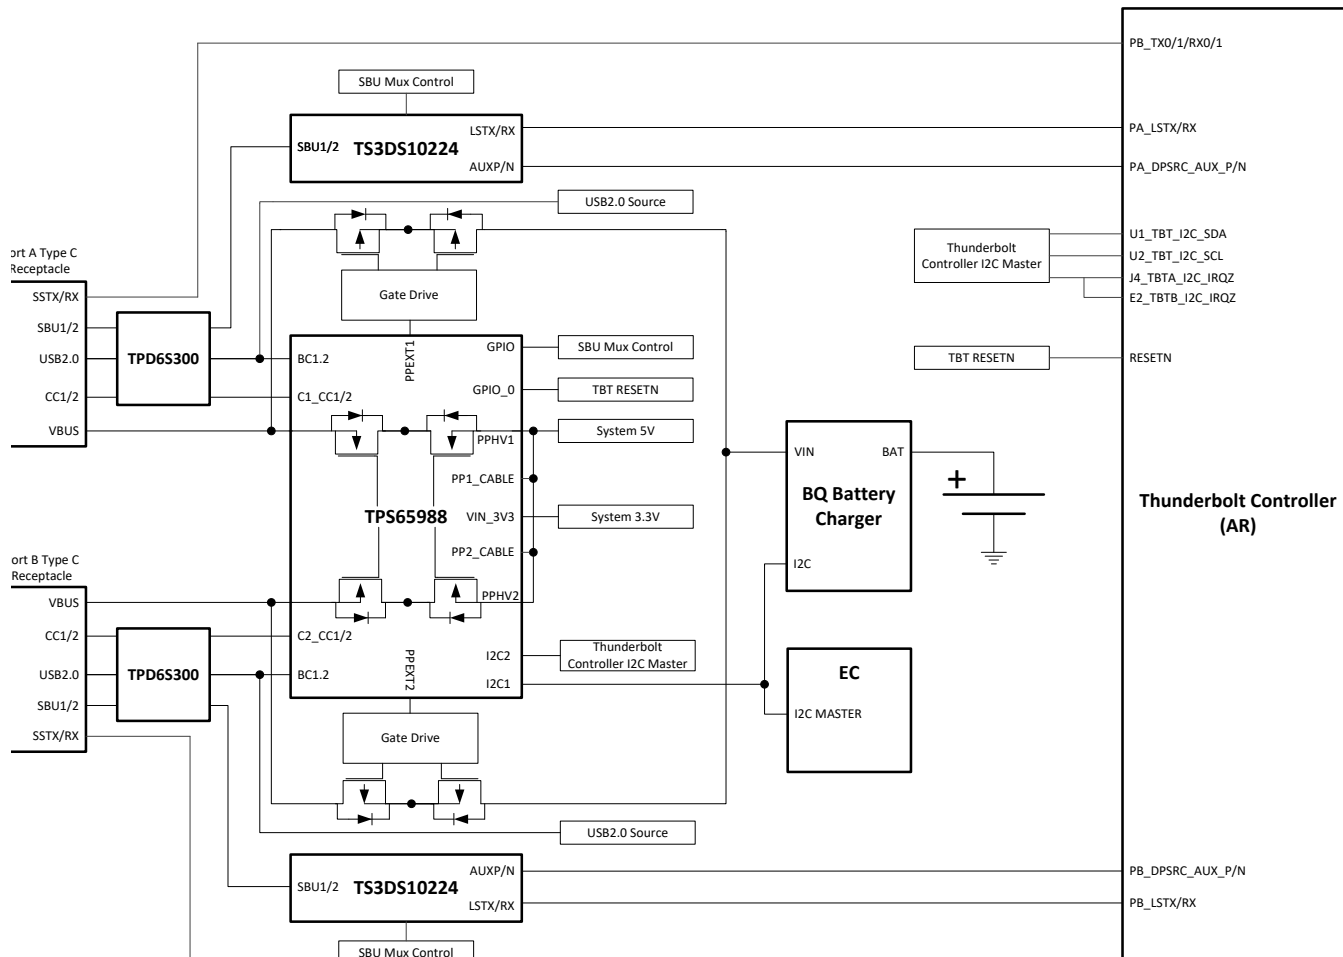 PB_TX0/1/RX0/1
SBU Mux Control
LSTX/RX
SBU1/2
TS3DS10224
AUXP/N
PA_LSTX/RX
PA_DPSRC_AUX_P/N
USB2.0 Source
ort A Type C
Receptacle
SSTX/RX
SBU1/2
USB2.0
CC1/2
VBUS
TPD6S300
Gate Drive
Thunderbolt
Controller I2C Master
U1_TBT_I2C_SDA
U2_TBT_I2C_SCL
J4_TBTA_I2C_IRQZ
E2_TBTB_I2C_IRQZ
BC1.2
C1_CC1/2
PPEXT1
GPIO
SBU Mux Control
GPIO_0
TBT RESETN
TBT RESETN
RESETN
PPHV1
System 5V
PP1_CABLE
TPS65988
VIN_3V3
System 3.3V
PP2_CABLE
PPHV2
VIN
BAT
BQ Battery
Charger
I2C
+
Thunderbolt Controller
(AR)
ort B Type C
Receptacle
VBUS
CC1/2
USB2.0
SBU1/2
SSTX/RX
TPD6S300
C2_CC1/2
BC1.2
PPEXT2
I2C2
Thunderbolt
Controller I2C Master
I2C1
EC
I2C MASTER
Gate Drive
USB2.0 Source
AUXP/N
SBU1/2
TS3DS10224
LSTX/RX
PB_DPSRC_AUX_P/N
PB_LSTX/RX
SBU Mux Control